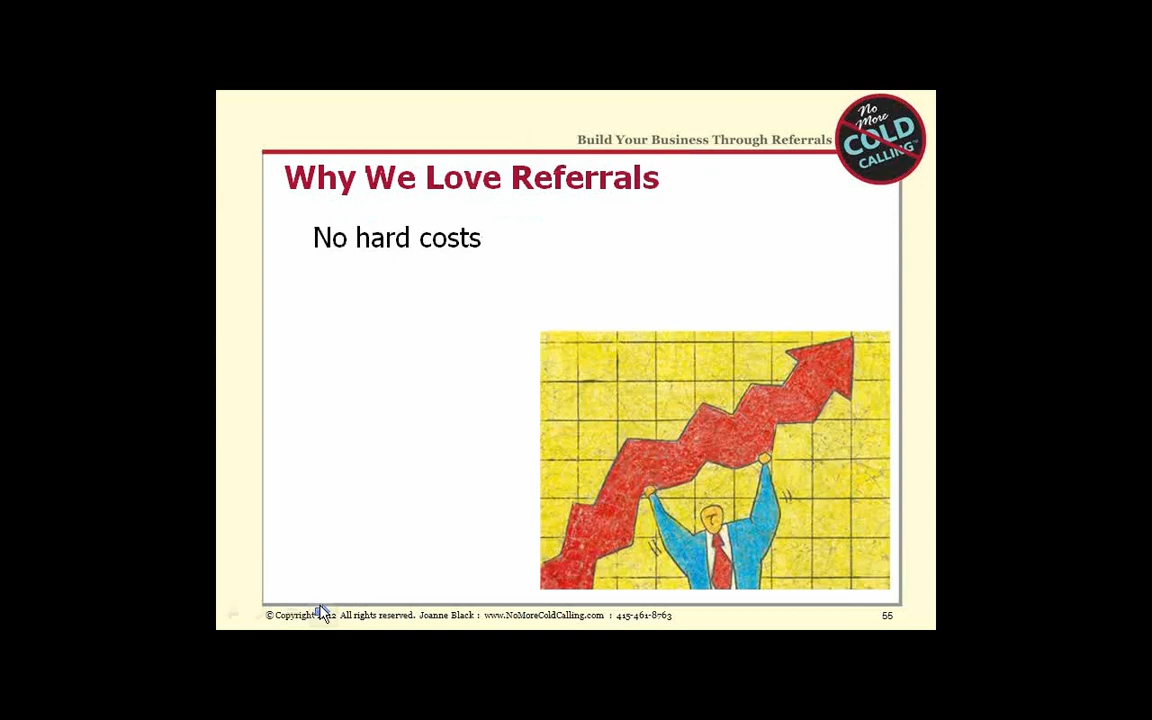 Build Your Business Through Referrals
No
More
COLD
CALLING™
Why We Love Referrals
No hard costs
© Copyright All rights reserved. Joanne Black : www.NoMoreColdCalling.com : 415-461-8763
55